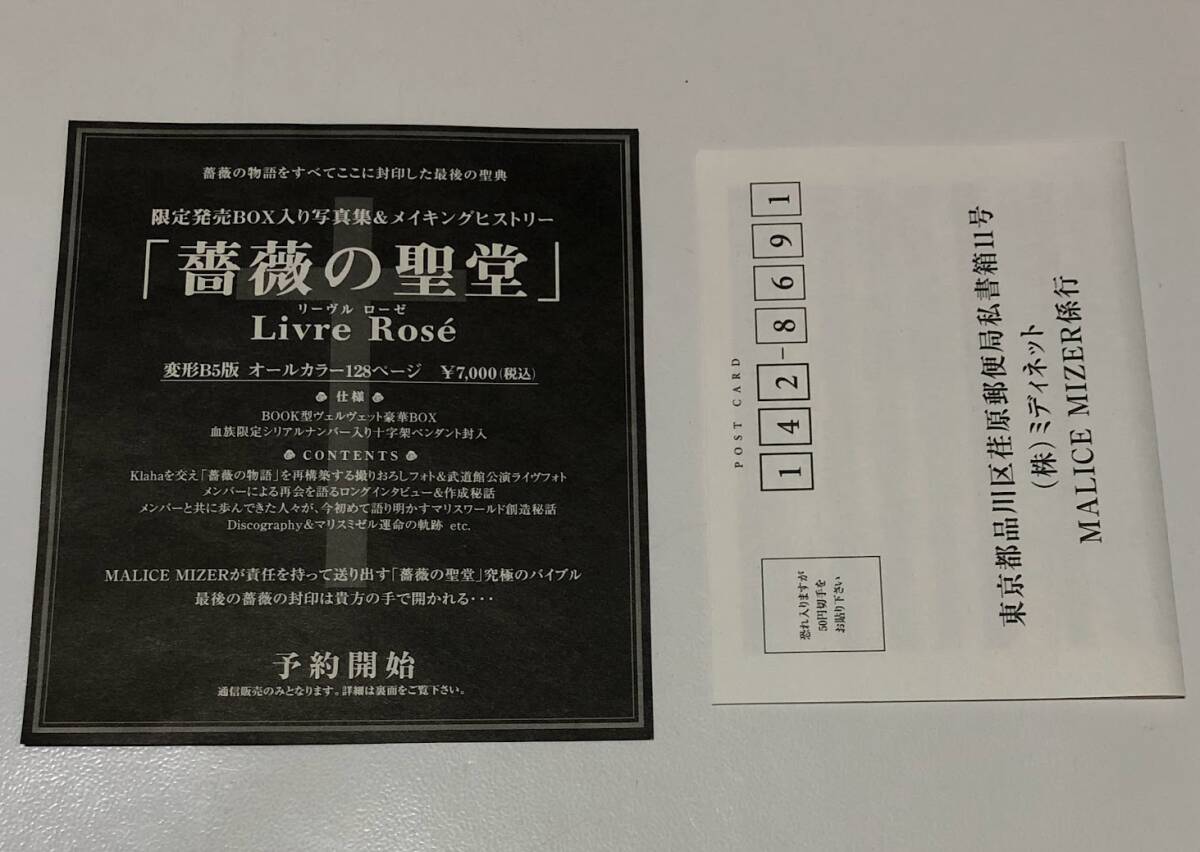 薔薇の物語をすべてここに封印した最後の聖典
限定発売BOX入り写真集&メイキングヒストリー
「薔薇の聖堂」
リーヴル ローゼ
Livre Rosé
変形B5版 オールカラー128ページ ¥7,000(税込)
仕様
BOOK型ヴェルヴェット豪華BOX
血族限定シリアルナンバー入り十字架ペンダント封入
CONTENTS
Klahaを交え「薔薇の物語」を再構築する撮りおろしフォト&武道館公演ライヴフォト
メンバーによる再会を語るロングインタビュー&作成秘話
メンバーと共に歩んできた人々が、今初めて語り明かすマリスワールド創造秘話
Discography&マリスミゼル運命の軌跡 etc.
MALICE MIZERが責任を持って送り出す「薔薇の聖堂」究極のバイブル
最後の薔薇の封印は貴方の手で開かれる・・・
予約開始
通信販売のみとなります。詳細は裏面をご覧下さい。
POST CARD
142-8691
恐れ入りますが
50円切手を
お貼り下さい
東京都品川区荏原郵便局私書箱11号
(株)ミディネット
MALICE MIZER係行